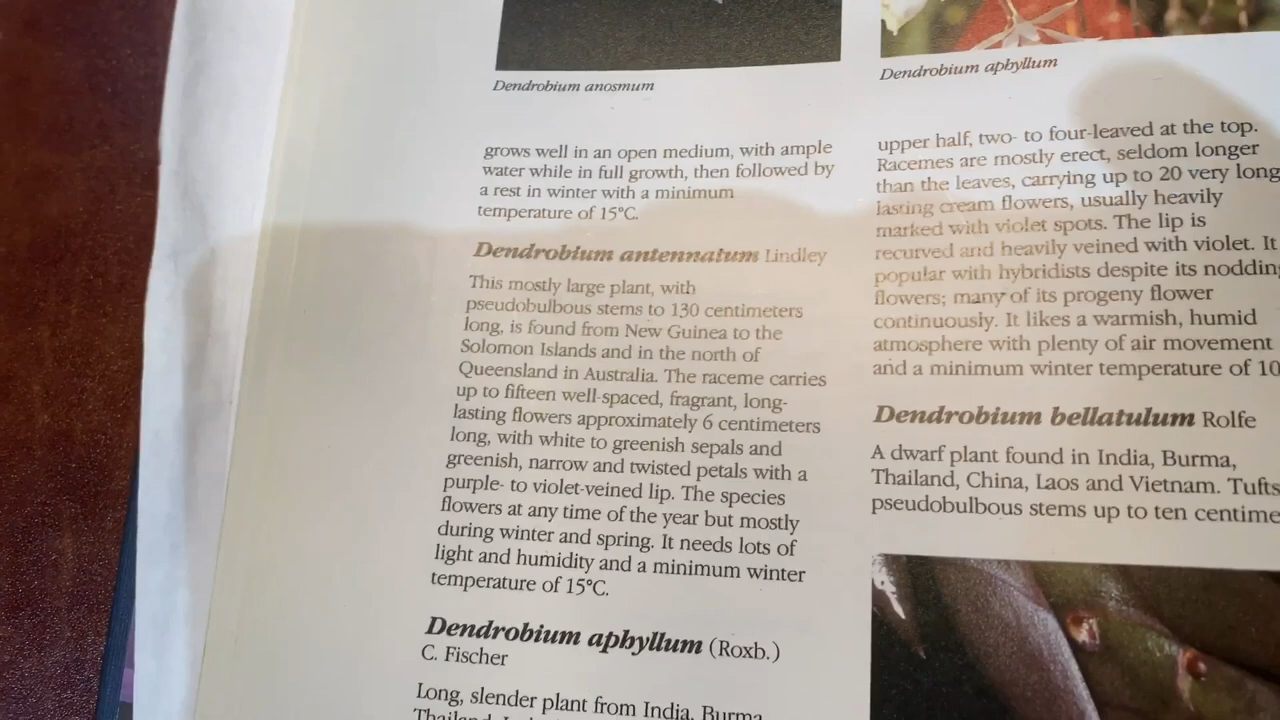 Dendrobium anosmum
grows well in an open medium, with ample
water while in full growth, then followed by
a rest in winter with a minimum
temperature of 15°C.
Dendrobium antennatum Lindley
This mostly large plant, with
pseudobulbous stems to 130 centimeters
long, is found from New Guinea to the
Solomon Islands and in the north of
Queensland in Australia. The raceme carries
up to fifteen well-spaced, fragrant, long-
lasting flowers approximately 6 centimeters
long, with white to greenish sepals and
greenish, narrow and twisted petals with a
purple- to violet-veined lip. The species
flowers at any time of the year but mostly
during winter and spring. It needs lots of
light and humidity and a minimum winter
temperature of 15°C.
Dendrobium aphyllum (Roxb.)
C. Fischer
Long, slender plant from India, Burma,
Thailand,
Dendrobium aphyllum
upper half, two- to four-leaved at the top.
Racemes are mostly erect, seldom longer
than the leaves, carrying up to 20 very long
lasting cream flowers, usually heavily
marked with violet spots. The lip is
recurved and heavily veined with violet. It
popular with hybridists despite its nodding
flowers; many of its progeny flower
continuously. It likes a warmish, humid
atmosphere with plenty of air movement
and a minimum winter temperature of 10
Dendrobium bellatulum Rolfe
A dwarf plant found in India, Burma,
Thailand, China, Laos and Vietnam. Tufts
pseudobulbous stems up to ten centime